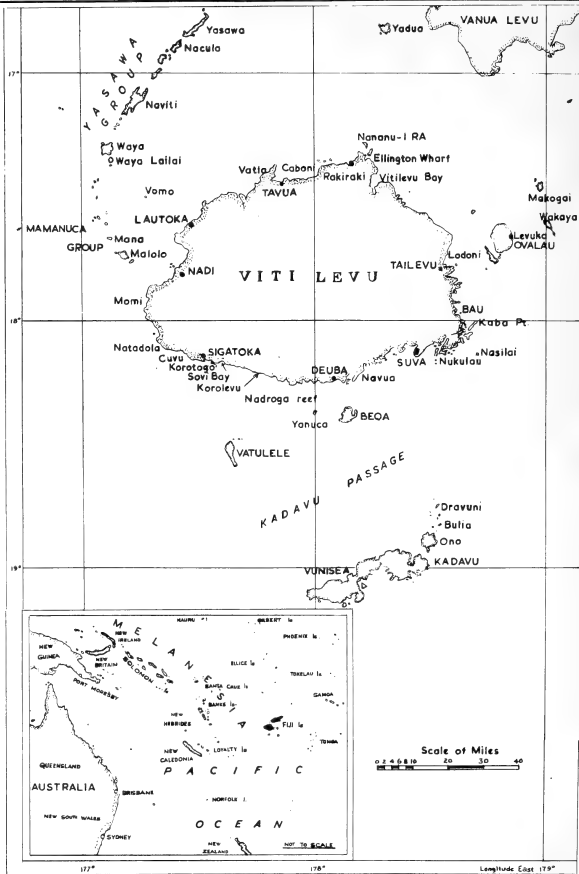 Yasawa
Nacula
YASAWA GROUP
Naviti
Yadua
VANUA LEVU
17°
Waya
Waya Lailai
Nananu-I RA
Vatia
Cabani
Ellington Wharf
Rakiraki
Vitilevu Bay
TAVUA
Vomo
Makogai
Wakaya
LAUTOKA
MAMANUCA GROUP
Mana
Malolo
Levuka
OVALAU
Lodoni
TAILEVU
NADI
VITI LEVU
Momi
BAU
Kaba Pt.
18°
Natadola
Cuvu
SIGATOKA
Korotogo
Sovi Bay
Korolevu
SUVA
Nukulau
Nasilai
DEUBA
Navua
Nadroga reef
Yanuca
BEQA
VATULELE
KADAVU PASSAGE
Dravuni
Bulia
Ono
19°
VUNISEA
KADAVU
MELANESIA
NAURU I
GILBERT Is
NEW IRELAND
PHOENIX Is
NEW GUINEA
NEW BRITAIN
SOLOMON Is
ELLICE Is
TOKELAU Is
PORT MORESBY
SANTA CRUZ Is
SAMOA
BANKS Is
NEW HEBRIDES
FIJI Is
NEW CALEDONIA
LOYALTY Is
TONGA
PACIFIC
QUEENSLAND
AUSTRALIA
BRISBANE
NORFOLK I
NEW SOUTH WALES
OCEAN
SYDNEY
NEW ZEALAND
NOT TO SCALE
Scale of Miles
0 2 4 6 8 10 20 30 40
177°
178°
Longitude East 179°